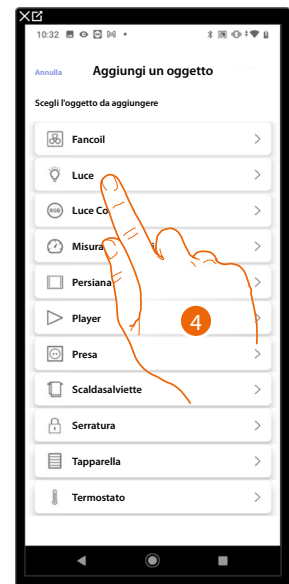 10:32
Annulla Aggiungi un oggetto
Scegli l'oggetto da aggiungere
Fancoil
Luce
RGB Luce Co
Misura
Persiana
Player
4
Presa
Scaldasalviette
Serratura
Tapparella
Termostato